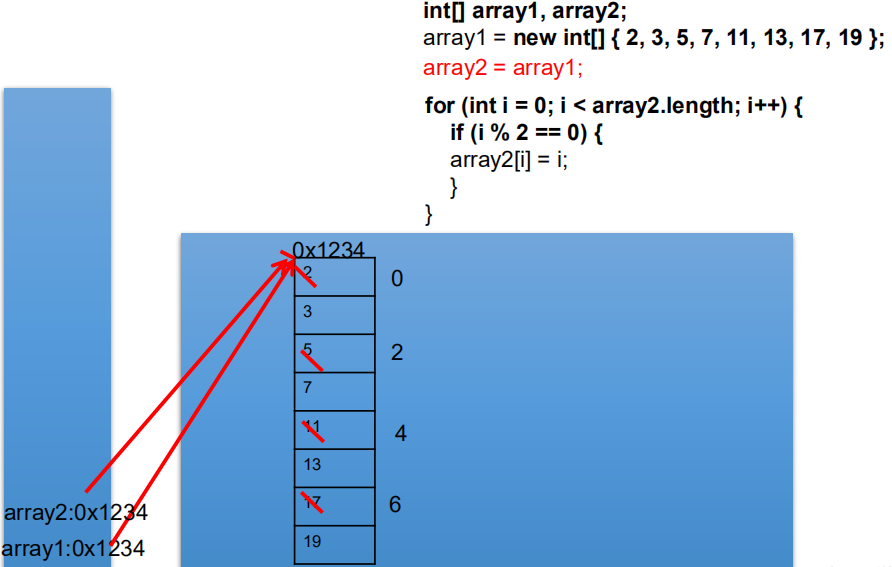 int[] array1, array2;
array1 = new int[] { 2, 3, 5, 7, 11, 13, 17, 19 };
array2 = array1;
for (int i = 0; i < array2.length; i++) {
if (i % 2 == 0) {
array2[i] = i;
}
}
0x1234
2 0
3
5 2
7
11 4
13
17 6
19
array2:0x1234
array1:0x1234